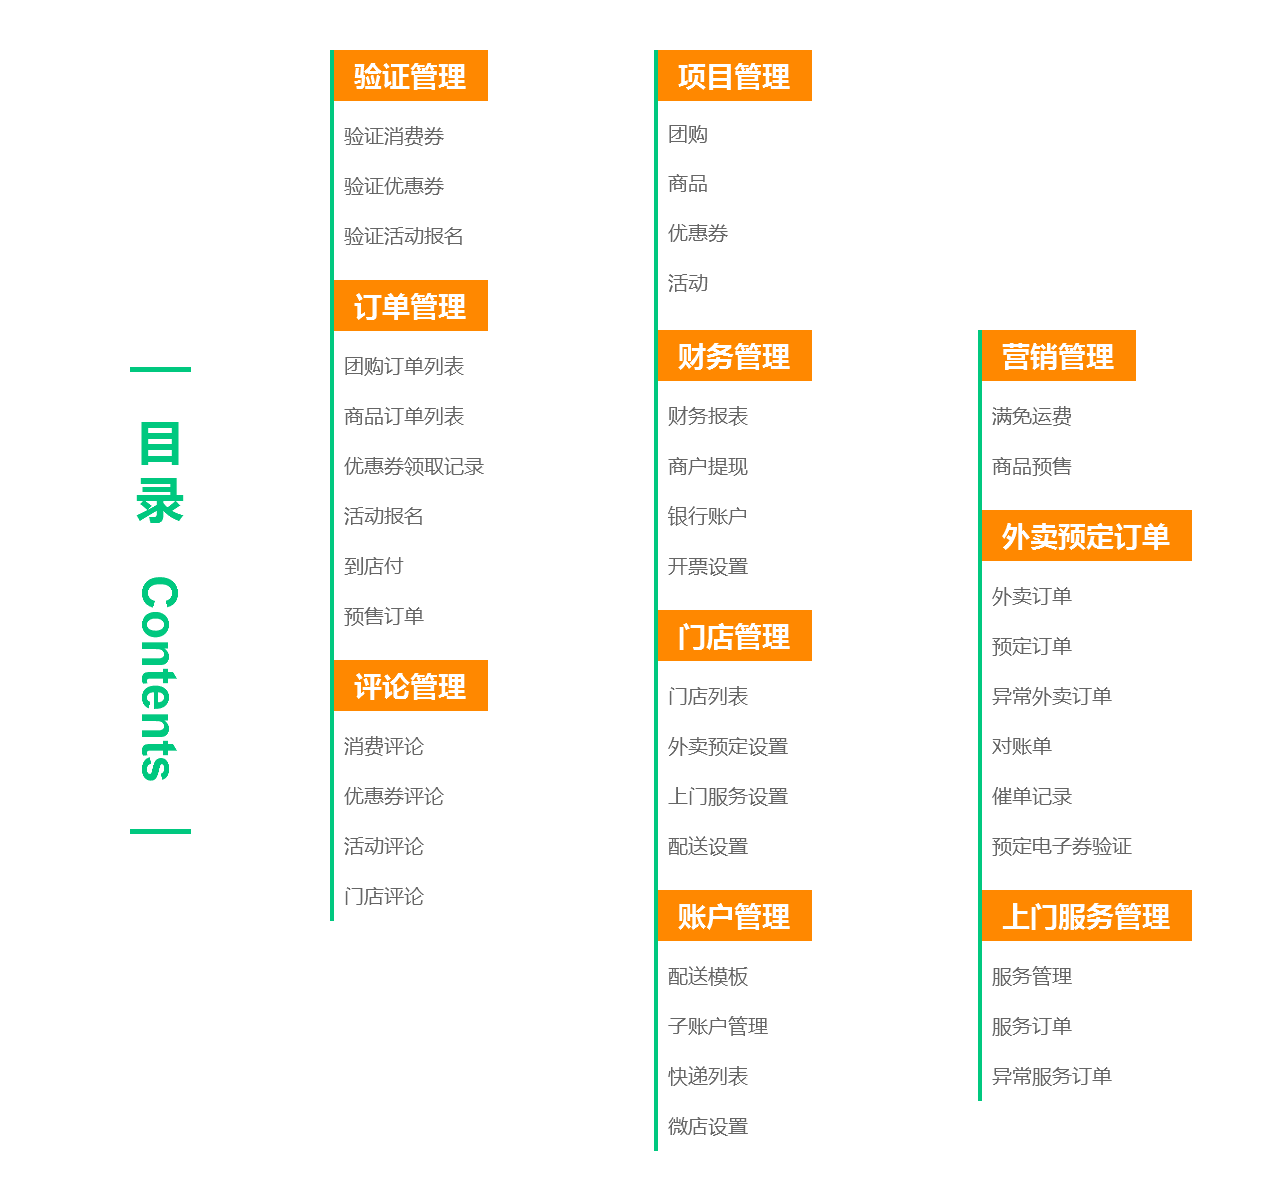 目
录
Contents
验证管理
验证消费券
验证优惠券
验证活动报名
订单管理
团购订单列表
商品订单列表
优惠券领取记录
活动报名
到店付
预售订单
评论管理
消费评论
优惠券评论
活动评论
门店评论
项目管理
团购
商品
优惠券
活动
财务管理
财务报表
商户提现
银行账户
开票设置
门店管理
门店列表
外卖预定设置
上门服务设置
配送设置
账户管理
配送模板
子账户管理
快递列表
微店设置
营销管理
满免运费
商品预售
外卖预定订单
外卖订单
预定订单
异常外卖订单
对账单
催单记录
预定电子券验证
上门服务管理
服务管理
服务订单
异常服务订单